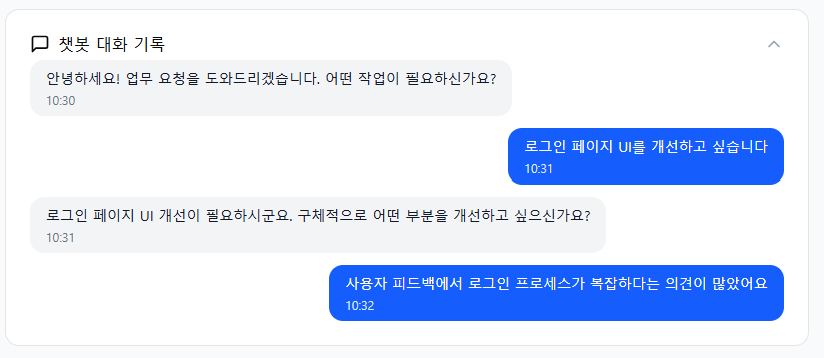 챗봇 대화 기록
안녕하세요! 업무 요청을 도와드리겠습니다. 어떤 작업이 필요하신가요?
10:30
로그인 페이지 UI를 개선하고 싶습니다
10:31
로그인 페이지 UI 개선이 필요하시군요. 구체적으로 어떤 부분을 개선하고 싶으신가요?
10:31
사용자 피드백에서 로그인 프로세스가 복잡하다는 의견이 많았어요
10:32